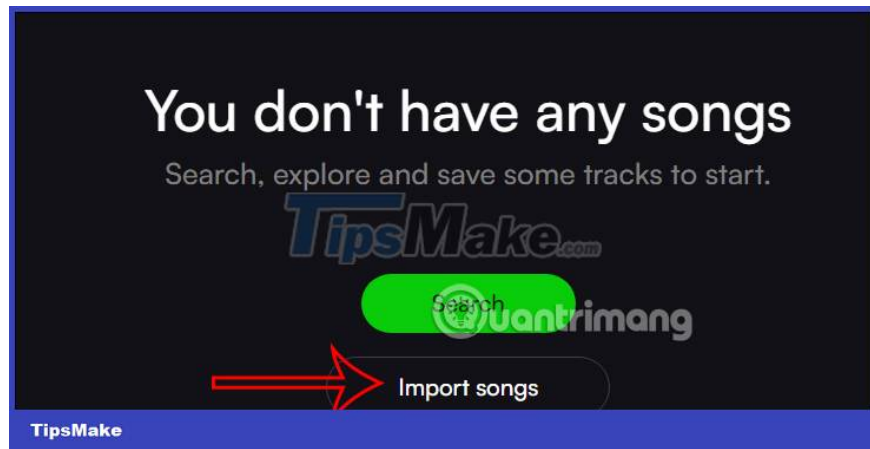 You don't have any songs
Search, explore and save some tracks to start.
TipsMake.com
Search
Quantrimang
Import songs
TipsMake